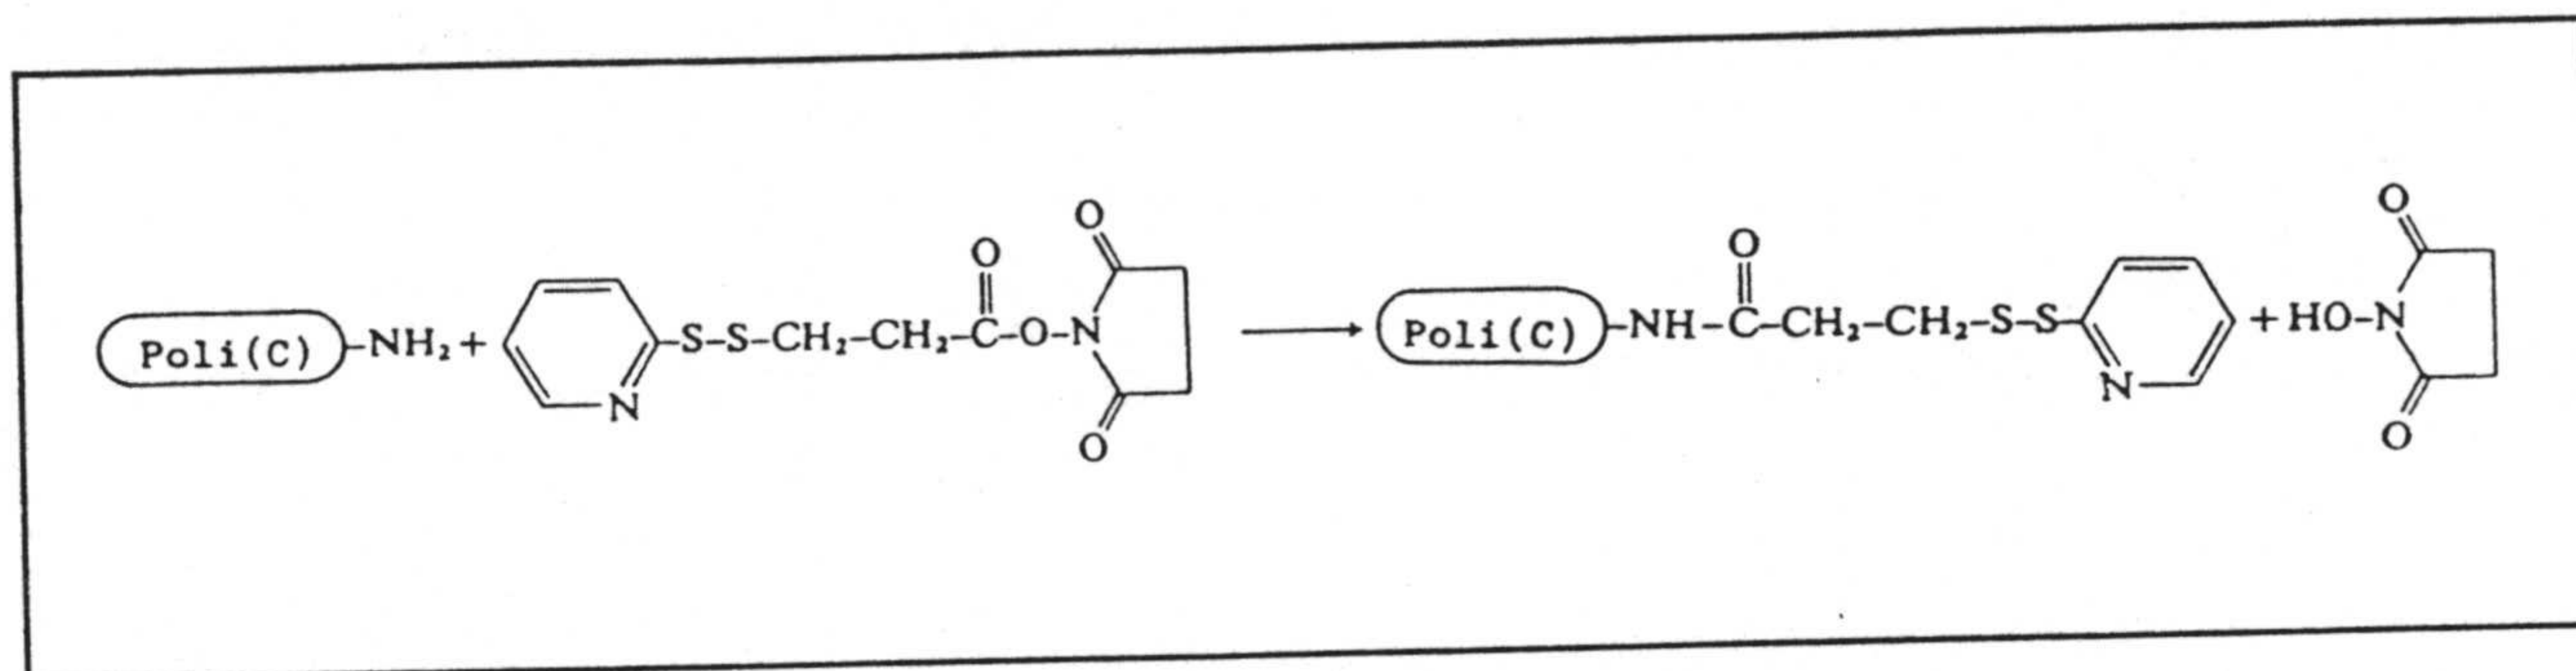 O O O O
Poli(C) -NH₂ + S-S-CH₂-CH₂-C-O-N Poli(C) -NH-C-CH₂-CH₂-S-S + HO-N
N N
O O